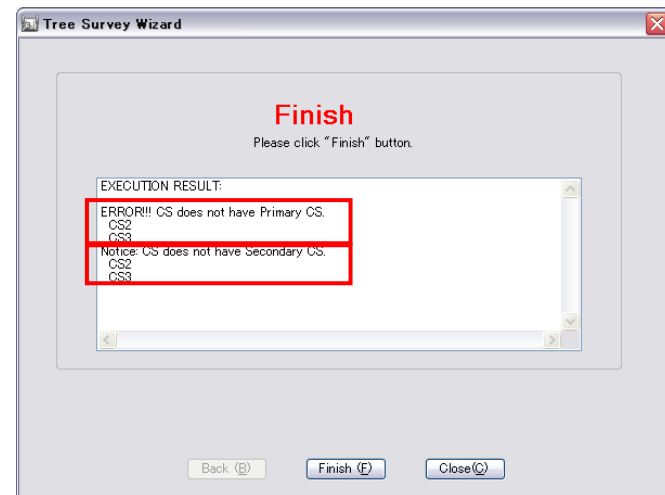 Tree Survey Wizard
Finish
Please click "Finish" button.
EXECUTION RESULT:
ERROR!!! CS does not have Primary CS.
CS2
CS3
Notice: CS does not have Secondary CS.
CS2
CS3
Back (B)
Finish (F)
Close(C)